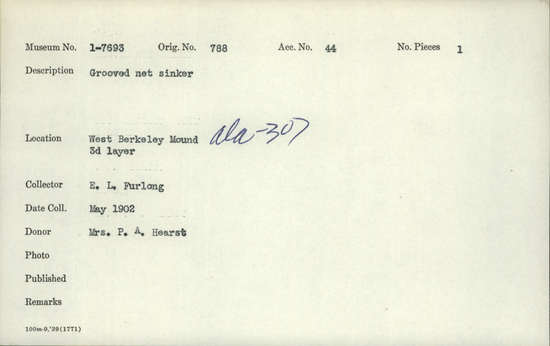 Museum No. 1-7693 Orig. No. 788 Acc. No. 44 No. Pieces 1
Description Grooved net sinker
Location West Berkeley Mound ala-307
3d layer
Collector E. L. Furlong
Date Coll. May 1902
Donor Mrs. P. A. Hearst
Photo
Published
Remarks
100m-9,'29(1771)